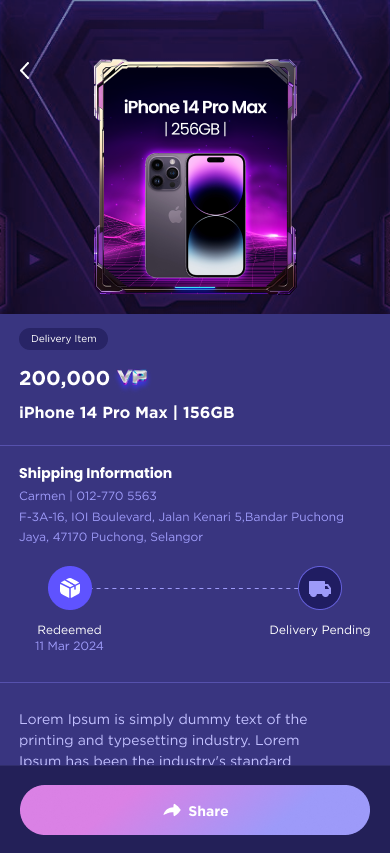 iPhone 14 Pro Max
| 256GB |
Delivery Item
200,000 VP
iPhone 14 Pro Max | 156GB
Shipping Information
Carmen | 012-770 5563
F-3A-16, IOI Boulevard, Jalan Kenari 5,Bandar Puchong
Jaya, 47170 Puchong, Selangor
Redeemed
Delivery Pending
11 Mar 2024
Lorem Ipsum is simply dummy text of the
printing and typesetting industry. Lorem
Ipsum has been the industry's standard
Share